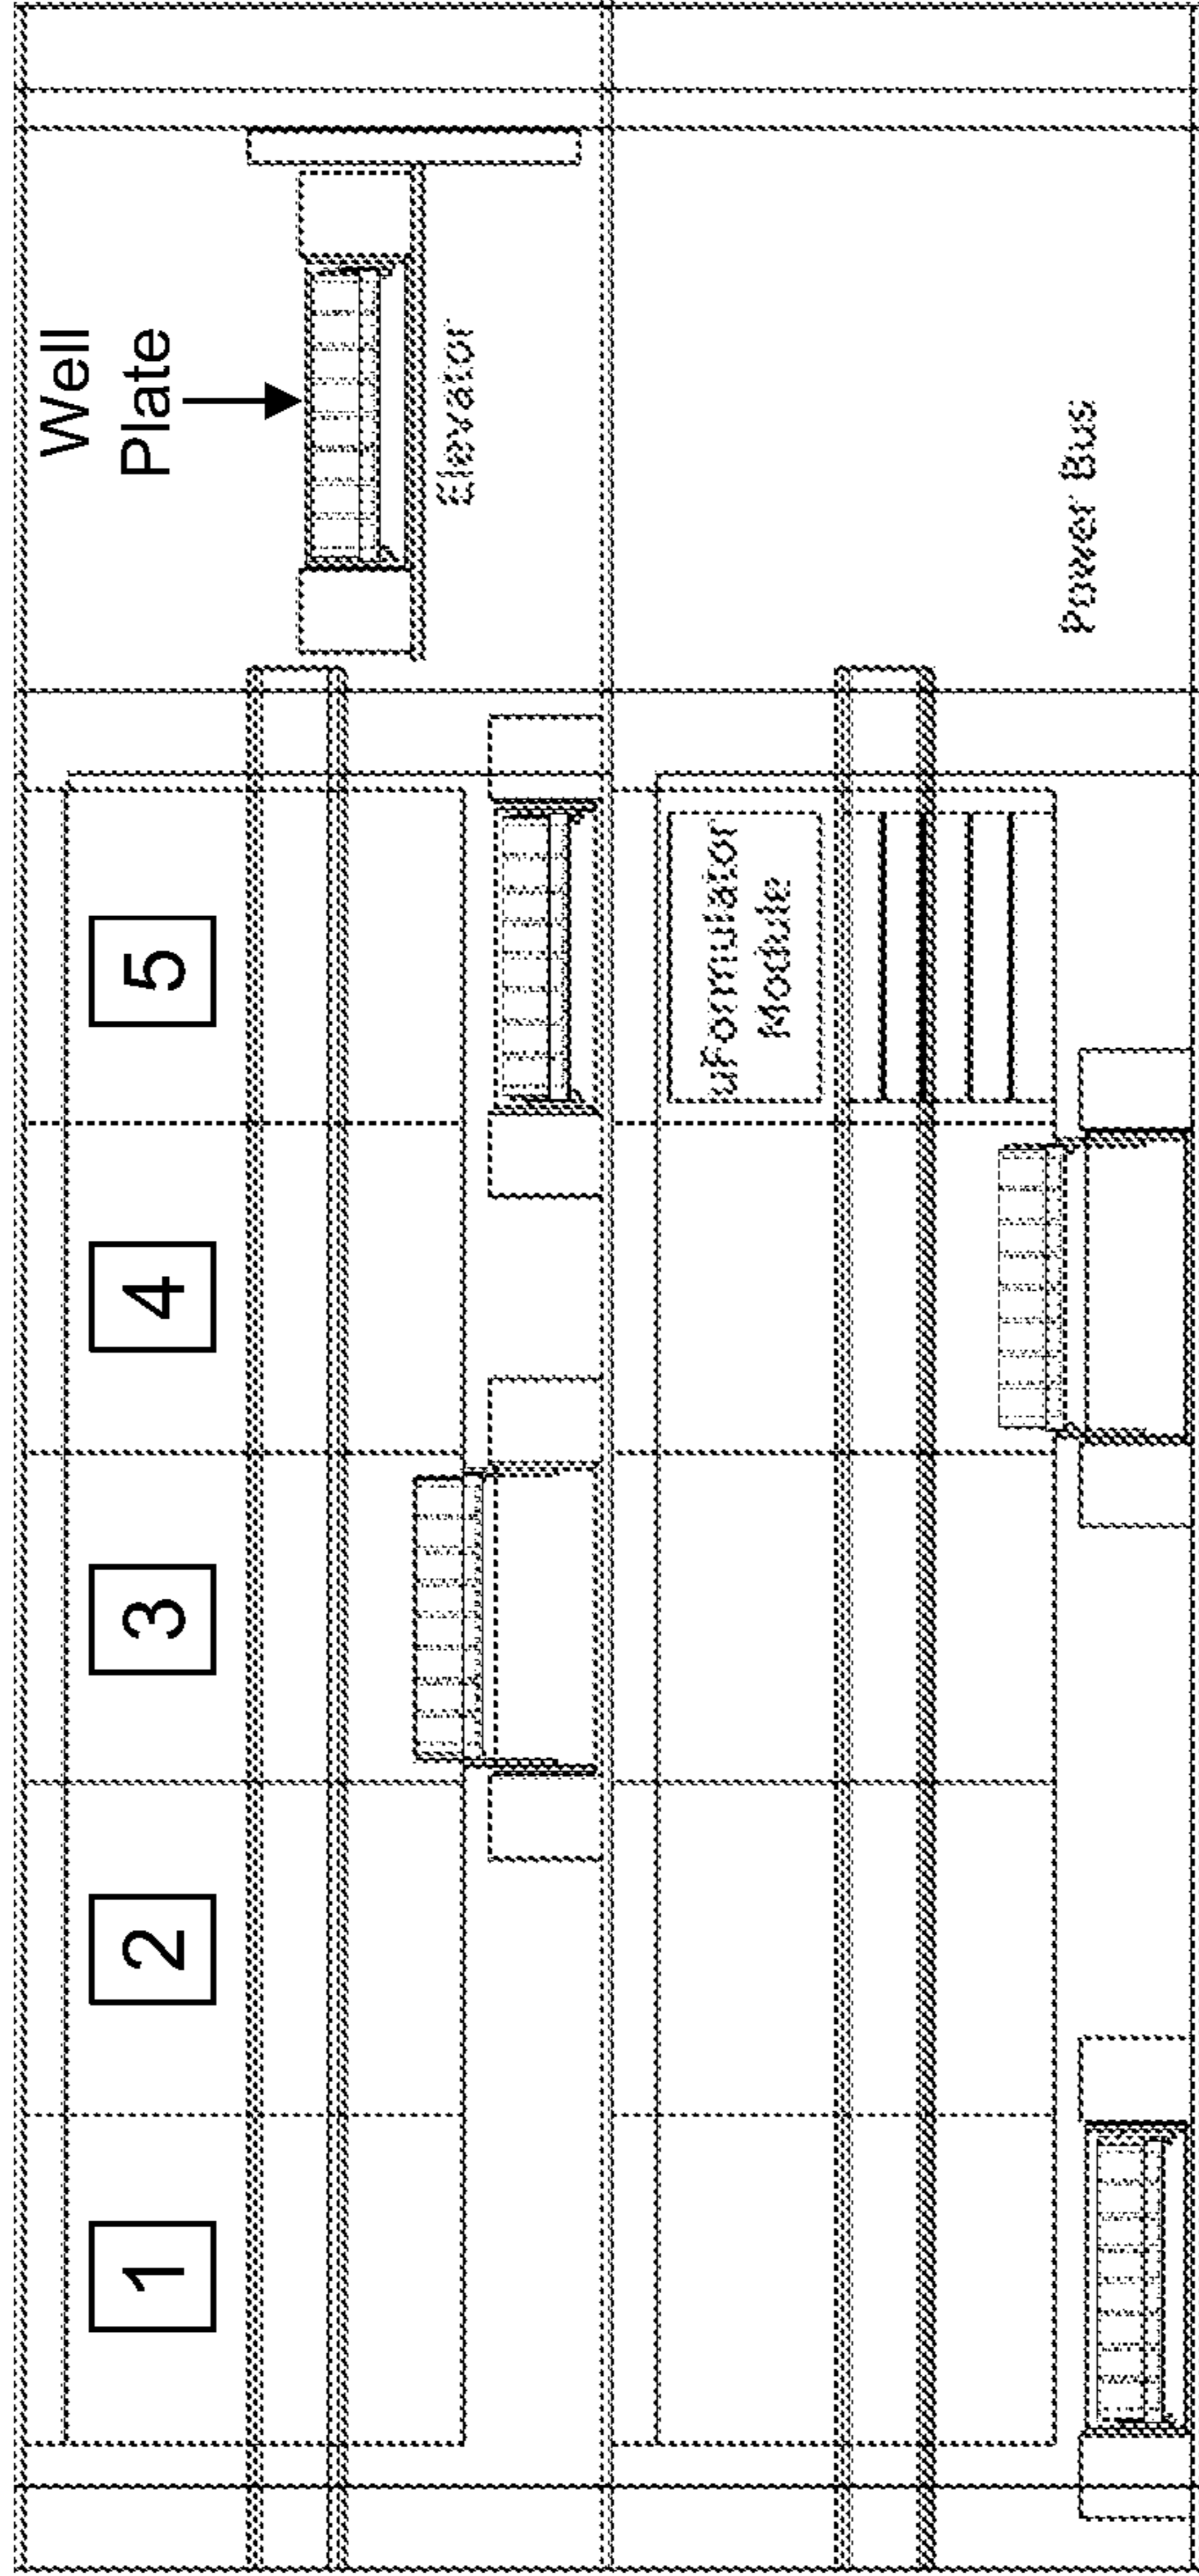 1
2
3
4
5
Well
Plate
Elevator
uFormulator
Module
Power Bus